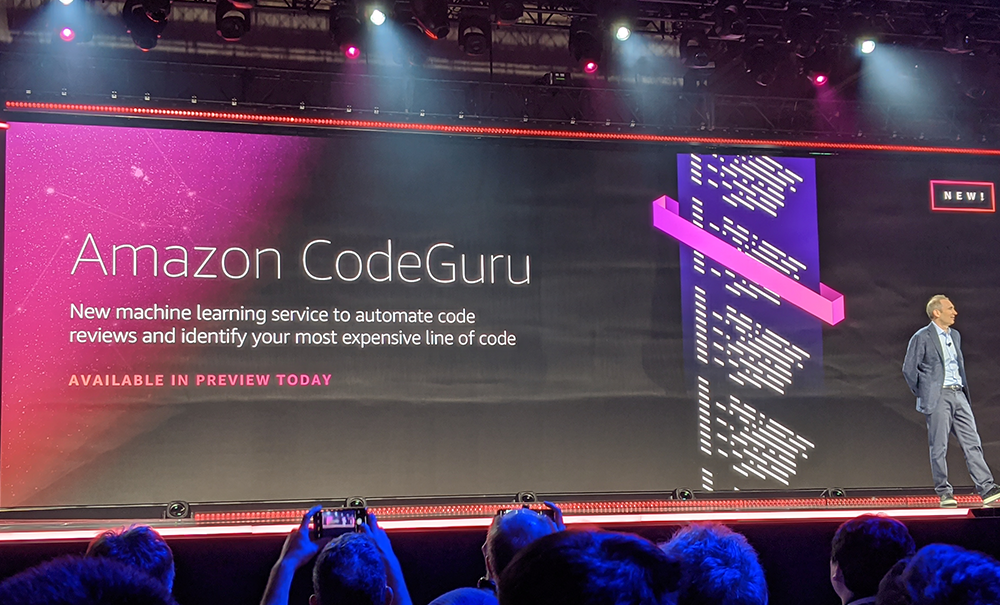 NEW!
Amazon CodeGuru
New machine learning service to automate code
reviews and identify your most expensive line of code
AVAILABLE IN PREVIEW TODAY